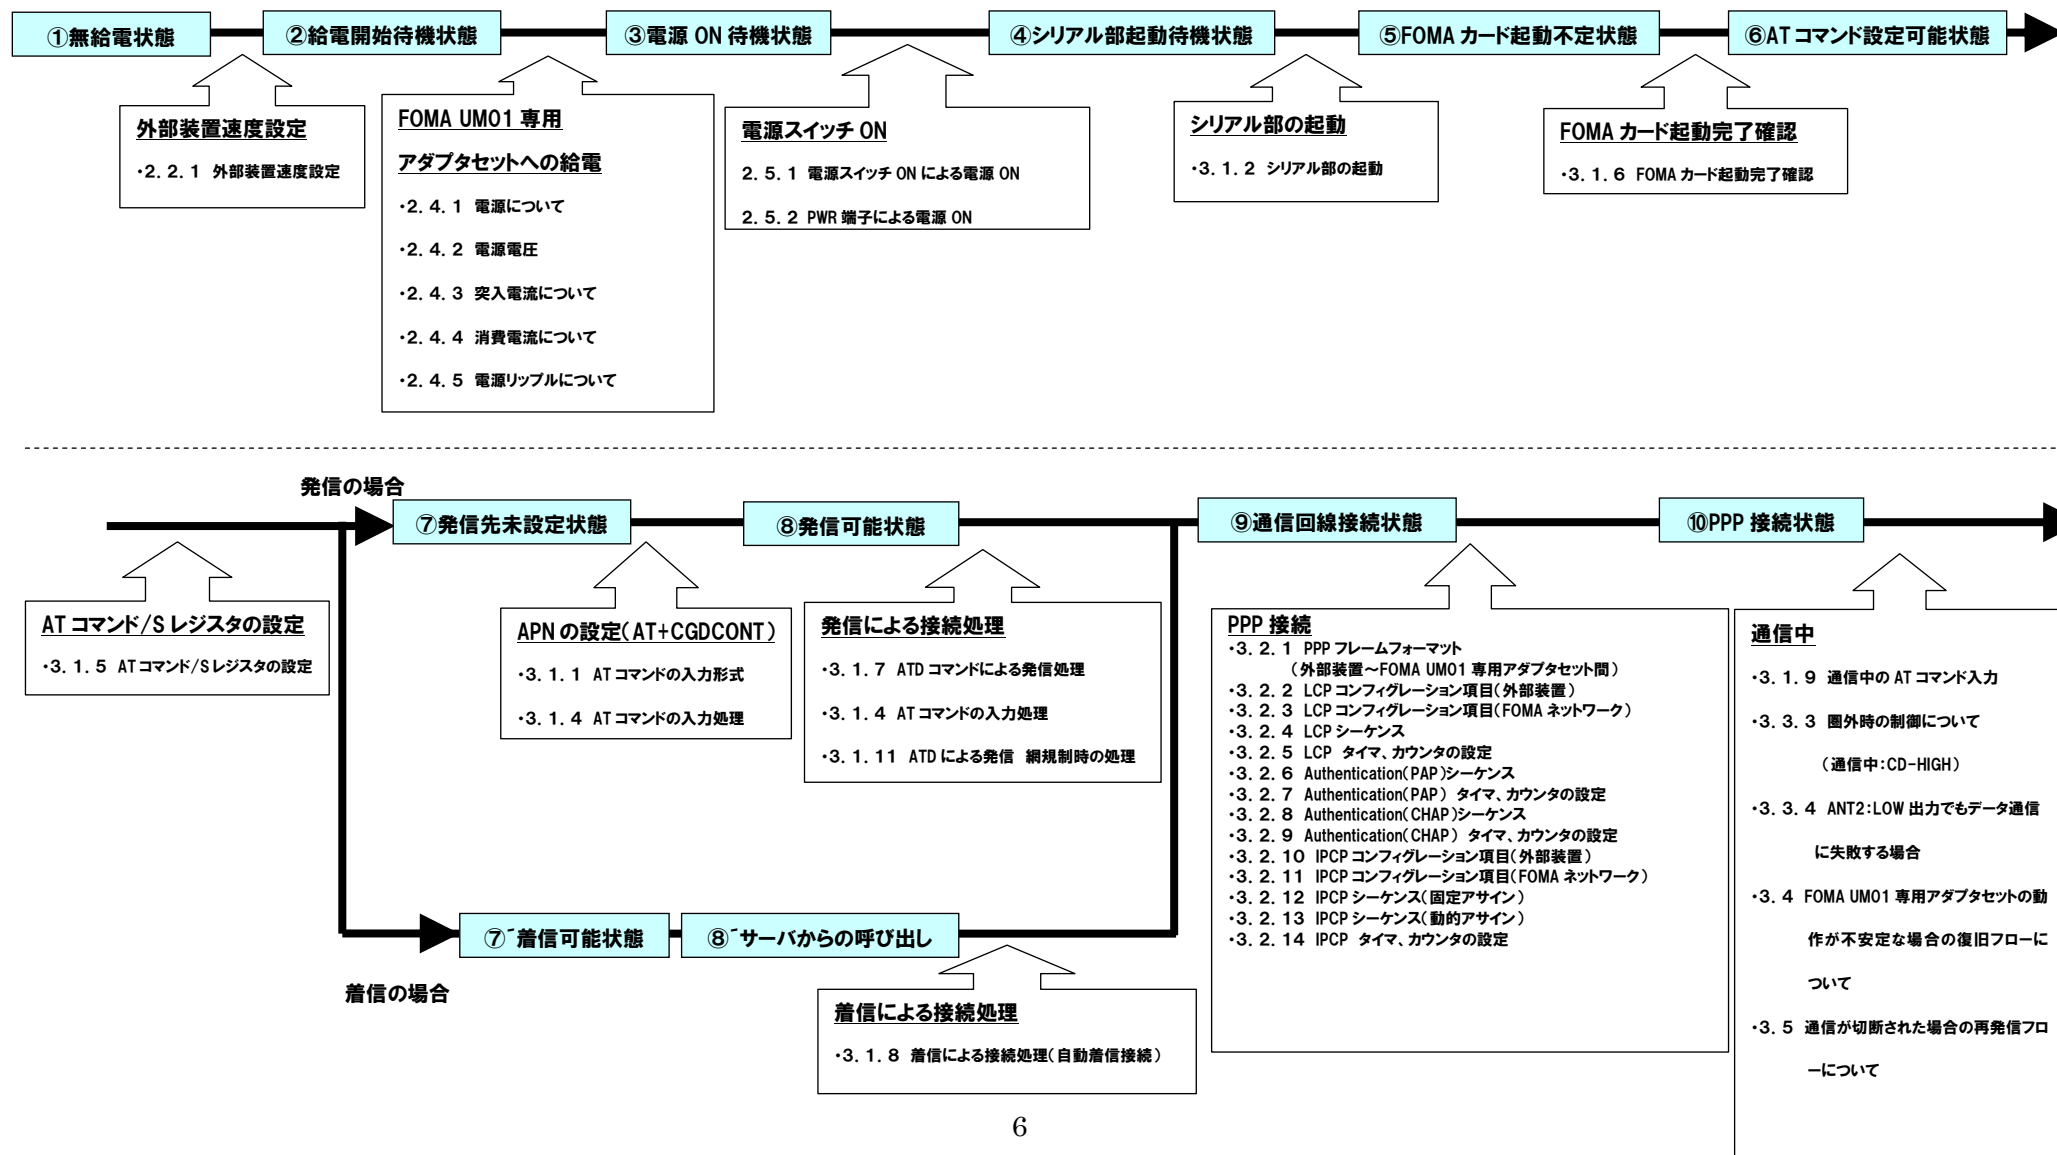 ①無給電状態
②給電開始待機状態
③電源 ON 待機状態
④シリアル部起動待機状態
⑤FOMA カード起動不定状態
⑥AT コマンド設定可能状態
外部装置速度設定
・2.2.1 外部装置速度設定
FOMA UM01 専用
アダプタセットへの給電
・2.4.1 電源について
・2.4.2 電源電圧
・2.4.3 突入電流について
・2.4.4 消費電流について
・2.4.5 電源リップルについて
電源スイッチ ON
2.5.1 電源スイッチ ON による電源 ON
2.5.2 PWR 端子による電源 ON
シリアル部の起動
・3.1.2 シリアル部の起動
FOMA カード起動完了確認
・3.1.6 FOMA カード起動完了確認
発信の場合
⑦発信先未設定状態
⑧発信可能状態
⑨通信回線接続状態
⑩PPP 接続状態
AT コマンド/S レジスタの設定
・3.1.5 AT コマンド/S レジスタの設定
APN の設定(AT+CGDCONT)
・3.1.1 AT コマンドの入力形式
・3.1.4 AT コマンドの入力処理
発信による接続処理
・3.1.7 ATD コマンドによる発信処理
・3.1.4 AT コマンドの入力処理
・3.1.11 ATD による発信 網規制時の処理
PPP 接続
・3.2.1 PPP フレームフォーマット
(外部装置～FOMA UM01 専用アダプタセット間)
・3.2.2 LCP コンフィグレーション項目(外部装置)
・3.2.3 LCP コンフィグレーション項目(FOMA ネットワーク)
・3.2.4 LCP シーケンス
・3.2.5 LCP タイマ、カウンタの設定
・3.2.6 Authentication(PAP)シーケンス
・3.2.7 Authentication(PAP) タイマ、カウンタの設定
・3.2.8 Authentication(CHAP)シーケンス
・3.2.9 Authentication(CHAP) タイマ、カウンタの設定
・3.2.10 IPCP コンフィグレーション項目(外部装置)
・3.2.11 IPCP コンフィグレーション項目(FOMA ネットワーク)
・3.2.12 IPCP シーケンス(固定アサイン)
・3.2.13 IPCP シーケンス(動的アサイン)
・3.2.14 IPCP タイマ、カウンタの設定
通信中
・3.1.9 通信中の AT コマンド入力
・3.3.3 圏外時の制御について
(通信中:CD-HIGH)
・3.3.4 ANT2:LOW 出力でもデータ通信
に失敗する場合
・3.4 FOMA UM01 専用アダプタセットの動
作が不安定な場合の復旧フローに
ついて
・3.5 通信が切断された場合の再発信フロ
ーについて
⑦´着信可能状態
⑧´サーバからの呼び出し
着信の場合
着信による接続処理
・3.1.8 着信による接続処理(自動着信接続)
6